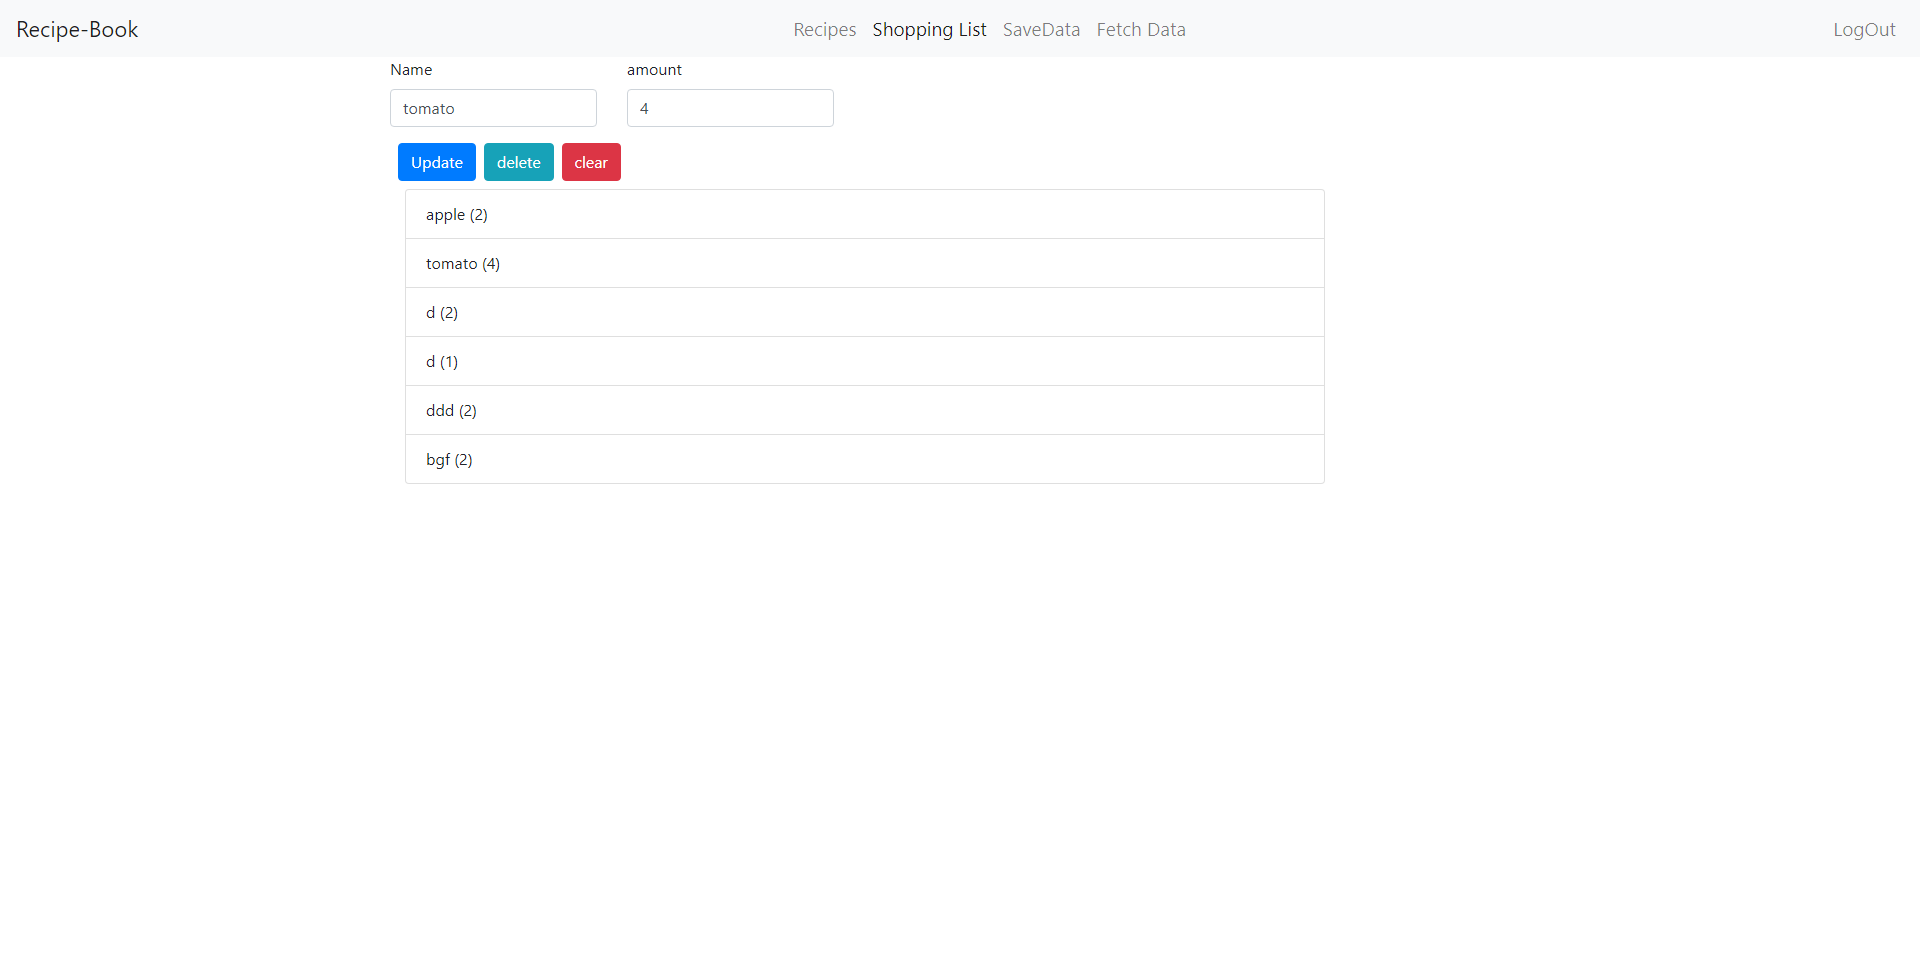 Recipe-Book Recipes Shopping List SaveData Fetch Data LogOut
Name amount
tomato 4
Update delete clear
apple (2)
tomato (4)
d (2)
d (1)
ddd (2)
bgf (2)